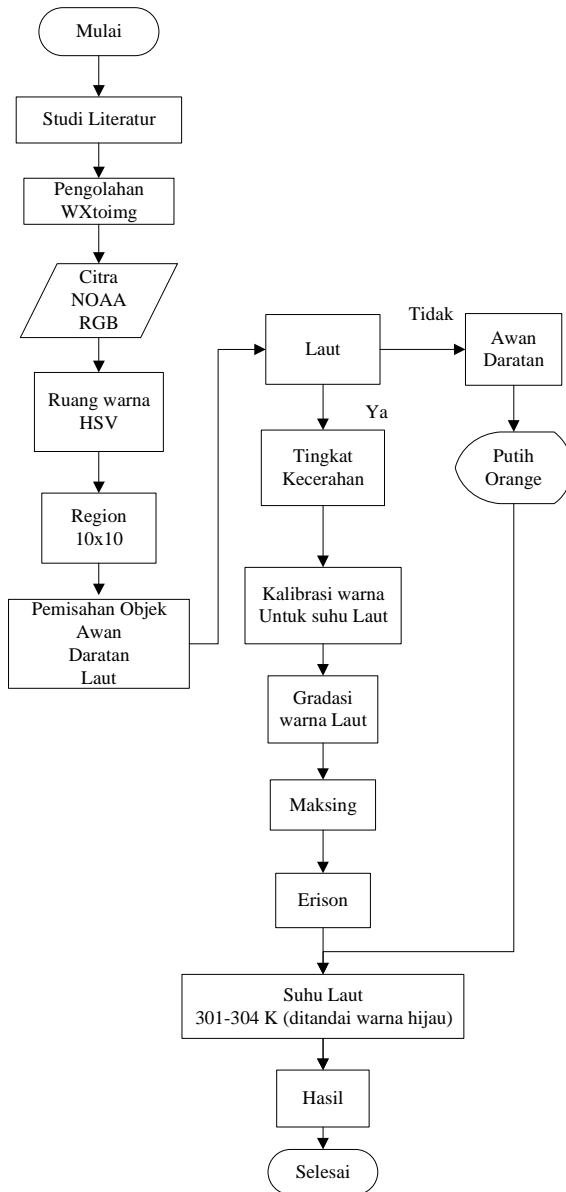 Mulai
Studi Literatur
Pengolahan
WXtoimg
Citra
NOAA
RGB
Ruang warna
HSV
Region
10x10
Pemisahan Objek
Awan
Daratan
Laut
Laut
Tidak
Awan
Daratan
Putih
Orange
Ya
Tingkat
Kecerahan
Kalibrasi warna
Untuk suhu Laut
Gradasi
warna Laut
Maksing
Erison
Suhu Laut
301-304 K (ditandai warna hijau)
Hasil
Selesai